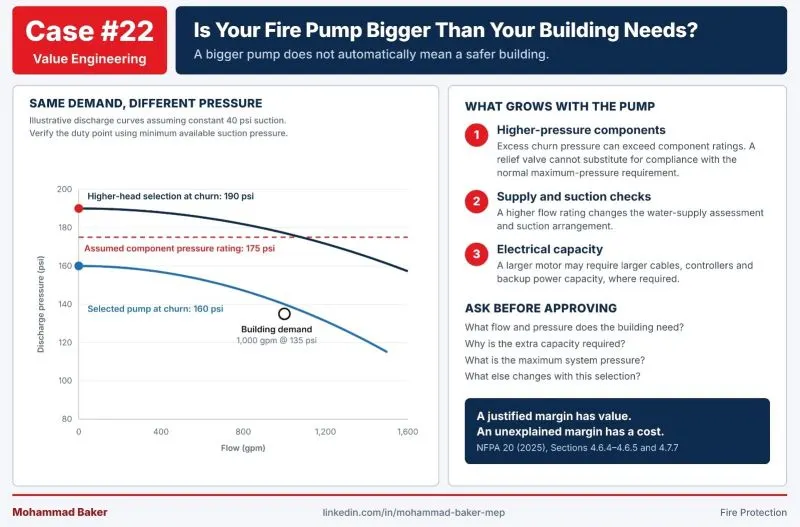 Case #22
Value Engineering
Is Your Fire Pump Bigger Than Your Building Needs?
A bigger pump does not automatically mean a safer building.
SAME DEMAND, DIFFERENT PRESSURE
Illustrative discharge curves assuming constant 40 psi suction.
Verify the duty point using minimum available suction pressure.
200
Higher-head selection at churn: 190 psi
180
Assumed component pressure rating: 175 psi
160
Discharge pressure (psi)
140
Selected pump at churn: 160 psi
Building demand
1,000 gpm @ 135 psi
120
100
80
0
400
800
1,200
1,600
Flow (gpm)
WHAT GROWS WITH THE PUMP
1
Higher-pressure components
Excess churn pressure can exceed component ratings. A
relief valve cannot substitute for compliance with the
normal maximum-pressure requirement.
2
Supply and suction checks
A higher flow rating changes the water-supply assessment
and suction arrangement.
3
Electrical capacity
A larger motor may require larger cables, controllers and
backup power capacity, where required.
ASK BEFORE APPROVING
What flow and pressure does the building need?
Why is the extra capacity required?
What is the maximum system pressure?
What else changes with this selection?
A justified margin has value.
An unexplained margin has a cost.
NFPA 20 (2025), Sections 4.6.4–4.6.5 and 4.7.7
Mohammad Baker
linkedin.com/in/mohammad-baker-mep
Fire Protection